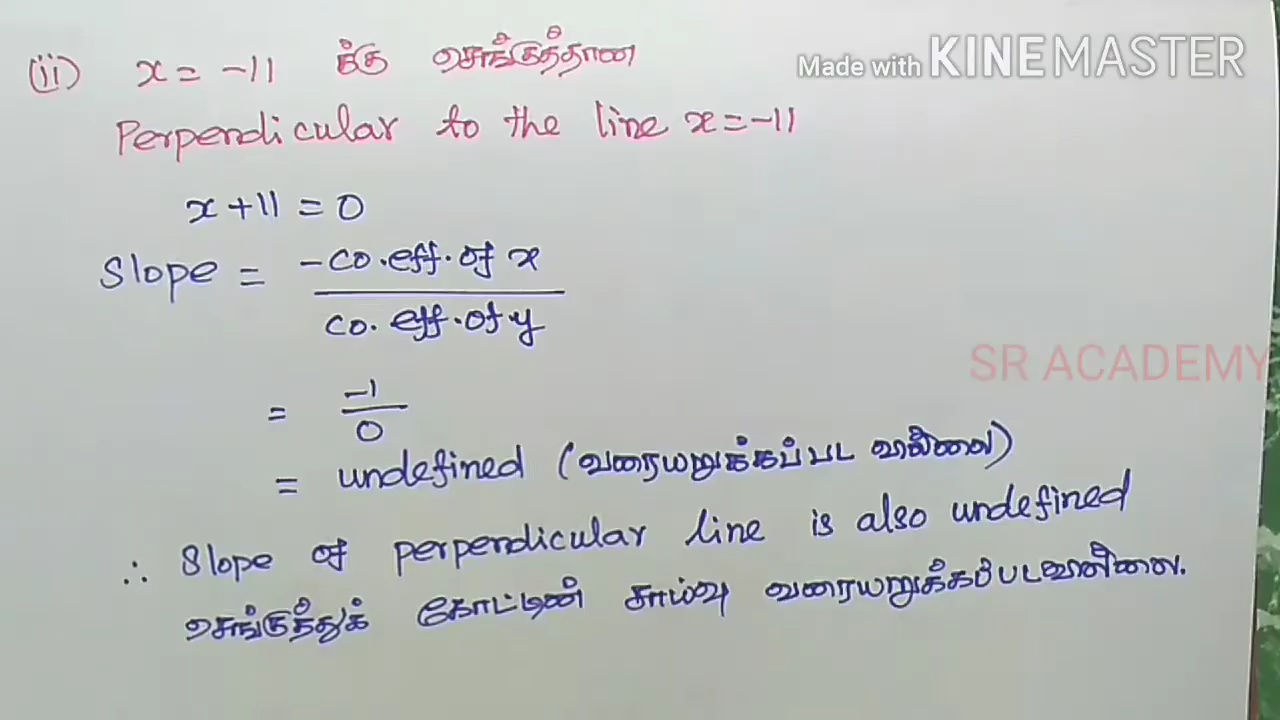 (ii) x = -11 க்கு செங்குத்தான
Made with KINEMASTER
Perpendicular to the line x = -11
x + 11 = 0
Slope = -co.eff.of x / co.eff.of y
SR ACADEMY
= -1 / 0
= undefined (வரையறுக்கப்பட வில்லை)
∴ Slope of perpendicular line is also undefined
செங்குத்துக் கோட்டின் சாய்வு வரையறுக்கப்படவில்லை.